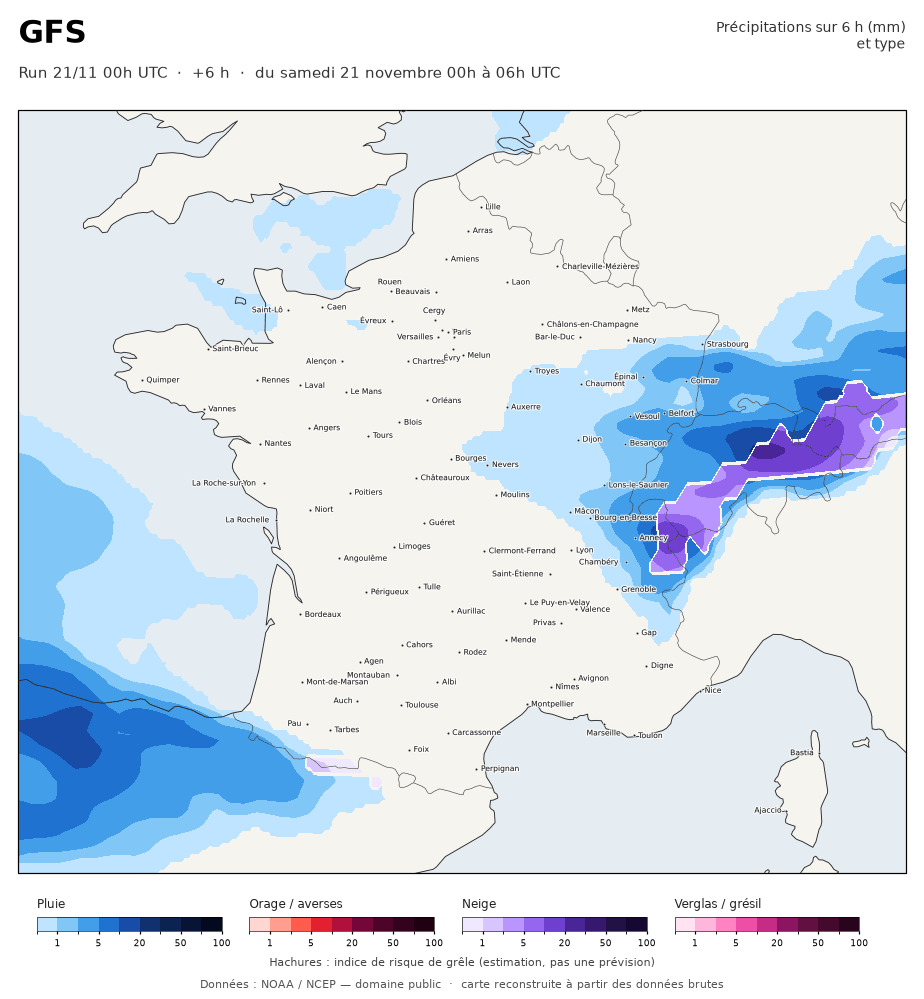 GFS
Précipitations sur 6 h (mm)
et type
Run 21/11 00h UTC · +6 h · du samedi 21 novembre 00h à 06h UTC
Lille
Arras
Amiens
Charleville-Mézières
Rouen
Laon
Beauvais
Saint-Lô
Caen
Cergy
Metz
Évreux
Châlons-en-Champagne
Versailles
Paris
Bar-le-Duc
Nancy
Strasbourg
Saint-Brieuc
Alençon
Chartres
Évry
Melun
Troyes
Épinal
Colmar
Quimper
Rennes
Laval
Chaumont
Le Mans
Orléans
Auxerre
Vannes
Vesoul
Belfort
Angers
Blois
Tours
Dijon
Besançon
Nantes
Bourges
Nevers
La Roche-sur-Yon
Châteauroux
Lons-le-Saunier
Poitiers
Moulins
Niort
Mâcon
Bourg-en-Bresse
La Rochelle
Guéret
Annecy
Limoges
Clermont-Ferrand
Lyon
Angoulême
Chambéry
Saint-Étienne
Périgueux
Tulle
Grenoble
Le Puy-en-Velay
Bordeaux
Aurillac
Valence
Privas
Gap
Cahors
Mende
Rodez
Agen
Digne
Montauban
Mont-de-Marsan
Albi
Avignon
Nîmes
Nice
Auch
Toulouse
Montpellier
Pau
Tarbes
Carcassonne
Marseille
Toulon
Foix
Bastia
Perpignan
Ajaccio
Pluie
Orage / averses
Neige
Verglas / grésil
1 5 20 50 100
1 5 20 50 100
1 5 20 50 100
1 5 20 50 100
Hachures : indice de risque de grêle (estimation, pas une prévision)
Données : NOAA / NCEP — domaine public · carte reconstruite à partir des données brutes